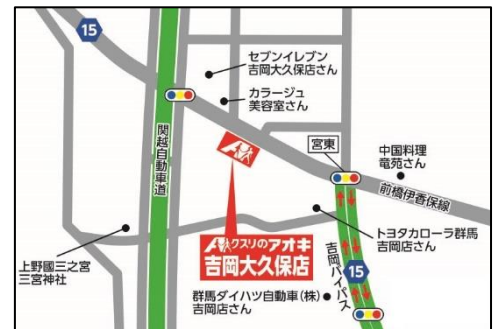 15
セブンイレブン
吉岡大久保店さん
カラージュ
美容室さん
関越自動車道
宮東
中国料理
竜苑さん
前橋伊香保線
クスリのアオキ
吉岡大久保店
トヨタカローラ群馬
吉岡店さん
上野國三之宮
三宮神社
吉岡バイパス
15
群馬ダイハツ自動車(株)
吉岡店さん